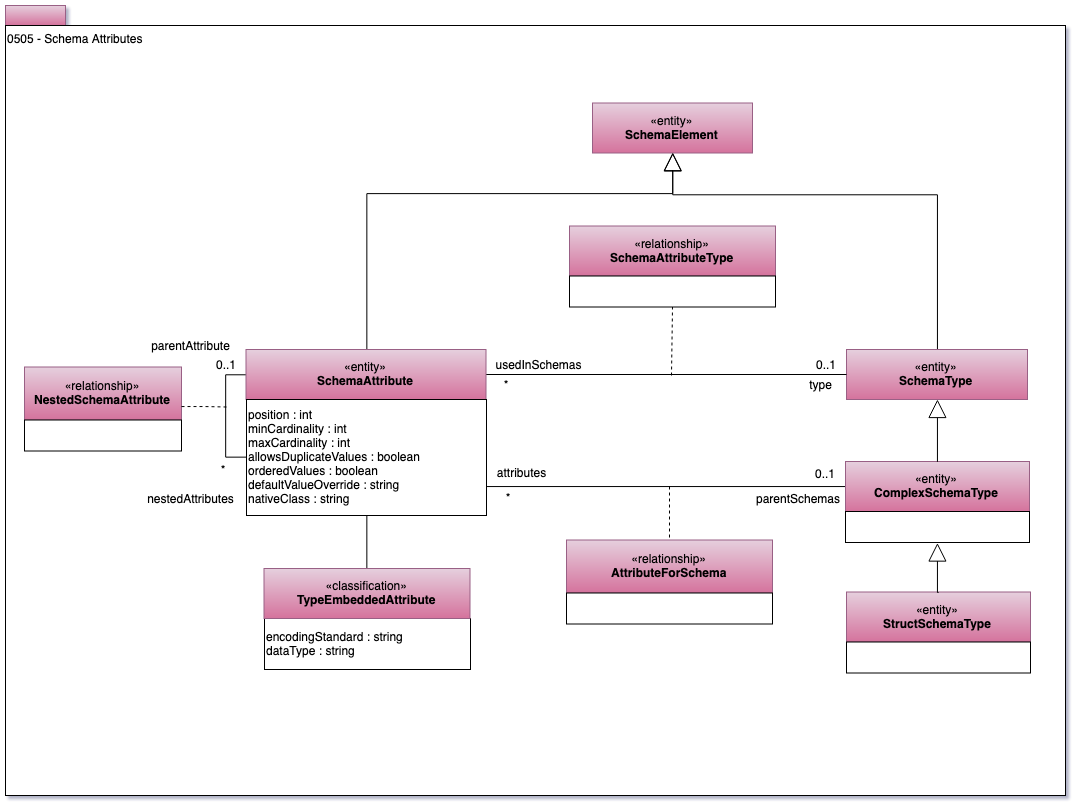 0505 - Schema Attributes
«entity»
SchemaElement
«relationship»
SchemaAttributeType
parentAttribute
0..1
«relationship»
NestedSchemaAttribute
*
nestedAttributes
«entity»
SchemaAttribute
position : int
minCardinality : int
maxCardinality : int
allowsDuplicateValues : boolean
orderedValues : boolean
defaultValueOverride : string
nativeClass : string
usedInSchemas
*
0..1
type
«entity»
SchemaType
attributes
*
0..1
parentSchemas
«entity»
ComplexSchemaType
«relationship»
AttributeForSchema
«classification»
TypeEmbeddedAttribute
encodingStandard : string
dataType : string
«entity»
StructSchemaType